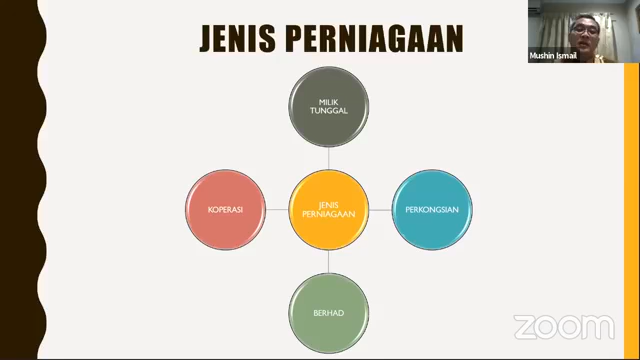 JENIS PERNIAGAAN
Mushin Ismail
MILIK
TUNGGAL
KOPERASI
JENIS
PERNIAGAAN
PERKONGSIAN
BERHAD
zoom